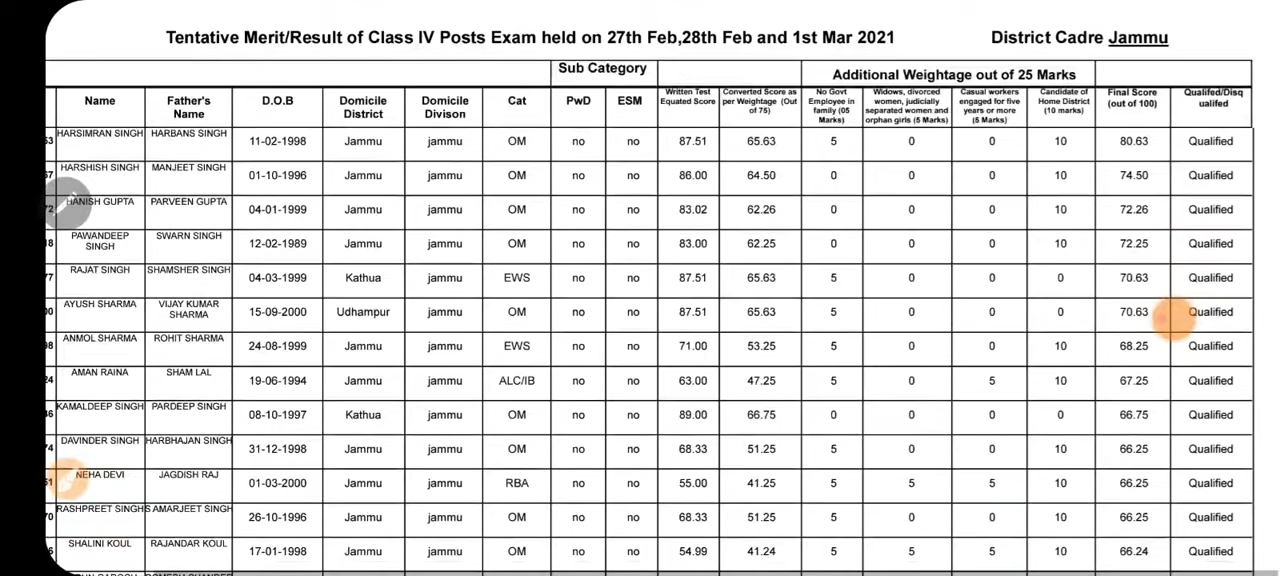 Tentative Merit/Result of Class IV Posts Exam held on 27th Feb,28th Feb and 1st Mar 2021 District Cadre Jammu
Sub Category Additional Weightage out of 25 Marks
Name Father's Name D.O.B Domicile District Domicile Divison Cat PwD ESM Written Test Equated Score Converted Score as per Weightage (Out of 75) No Govt Employee in family (05 Marks) Widows, divorced women, judicially separated women and orphan girls (5 Marks) Casual workers engaged for five years or more (5 Marks) Candidate of Home District (10 marks) Final Score (out of 100) Qualifed/Disqualifed
HARSIMRAN SINGH HARBANS SINGH 11-02-1998 Jammu jammu OM no no 87.51 65.63 5 0 0 10 80.63 Qualified
HARSHISH SINGH MANJEET SINGH 01-10-1996 Jammu jammu OM no no 86.00 64.50 0 0 0 10 74.50 Qualified
HANISH GUPTA PARVEEN GUPTA 04-01-1999 Jammu jammu OM no no 83.02 62.26 0 0 0 10 72.26 Qualified
PAWANDEEP SINGH SWARN SINGH 12-02-1989 Jammu jammu OM no no 83.00 62.25 0 0 0 10 72.25 Qualified
RAJAT SINGH SHAMSHER SINGH 04-03-1999 Kathua jammu EWS no no 87.51 65.63 5 0 0 0 70.63 Qualified
AYUSH SHARMA VIJAY KUMAR SHARMA 15-09-2000 Udhampur jammu OM no no 87.51 65.63 5 0 0 0 70.63 Qualified
ANMOL SHARMA ROHIT SHARMA 24-08-1999 Jammu jammu EWS no no 71.00 53.25 5 0 0 10 68.25 Qualified
AMAN RAINA SHAM LAL 19-06-1994 Jammu jammu ALC/IB no no 63.00 47.25 5 0 5 10 67.25 Qualified
KAMALDEEP SINGH PARDEEP SINGH 08-10-1997 Kathua jammu OM no no 89.00 66.75 0 0 0 0 66.75 Qualified
DAVINDER SINGH HARBHAJAN SINGH 31-12-1998 Jammu jammu OM no no 68.33 51.25 5 0 0 10 66.25 Qualified
NEHA DEVI JAGDISH RAJ 01-03-2000 Jammu jammu RBA no no 55.00 41.25 5 5 5 10 66.25 Qualified
RASHPREET SINGH S AMARJEET SINGH 26-10-1996 Jammu jammu OM no no 68.33 51.25 5 0 0 10 66.25 Qualified
SHALINI KOUL RAJANDAR KOUL 17-01-1998 Jammu jammu OM no no 54.99 41.24 5 5 5 10 66.24 Qualified